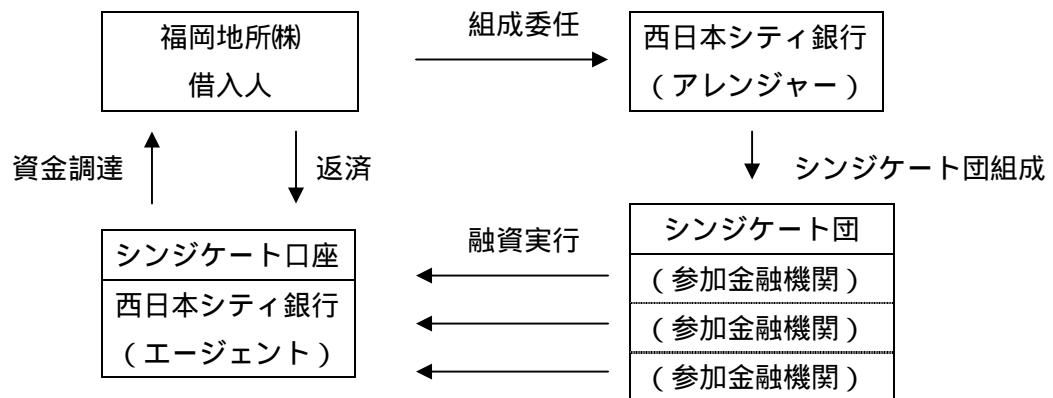 福岡地所㈱
借入人
組成委任
西日本シティ銀行
(アレンジャー)
資金調達
返済
シンジケート団組成
シンジケート口座
西日本シティ銀行
(エージェント)
融資実行
シンジケート団
(参加金融機関)
(参加金融機関)
(参加金融機関)